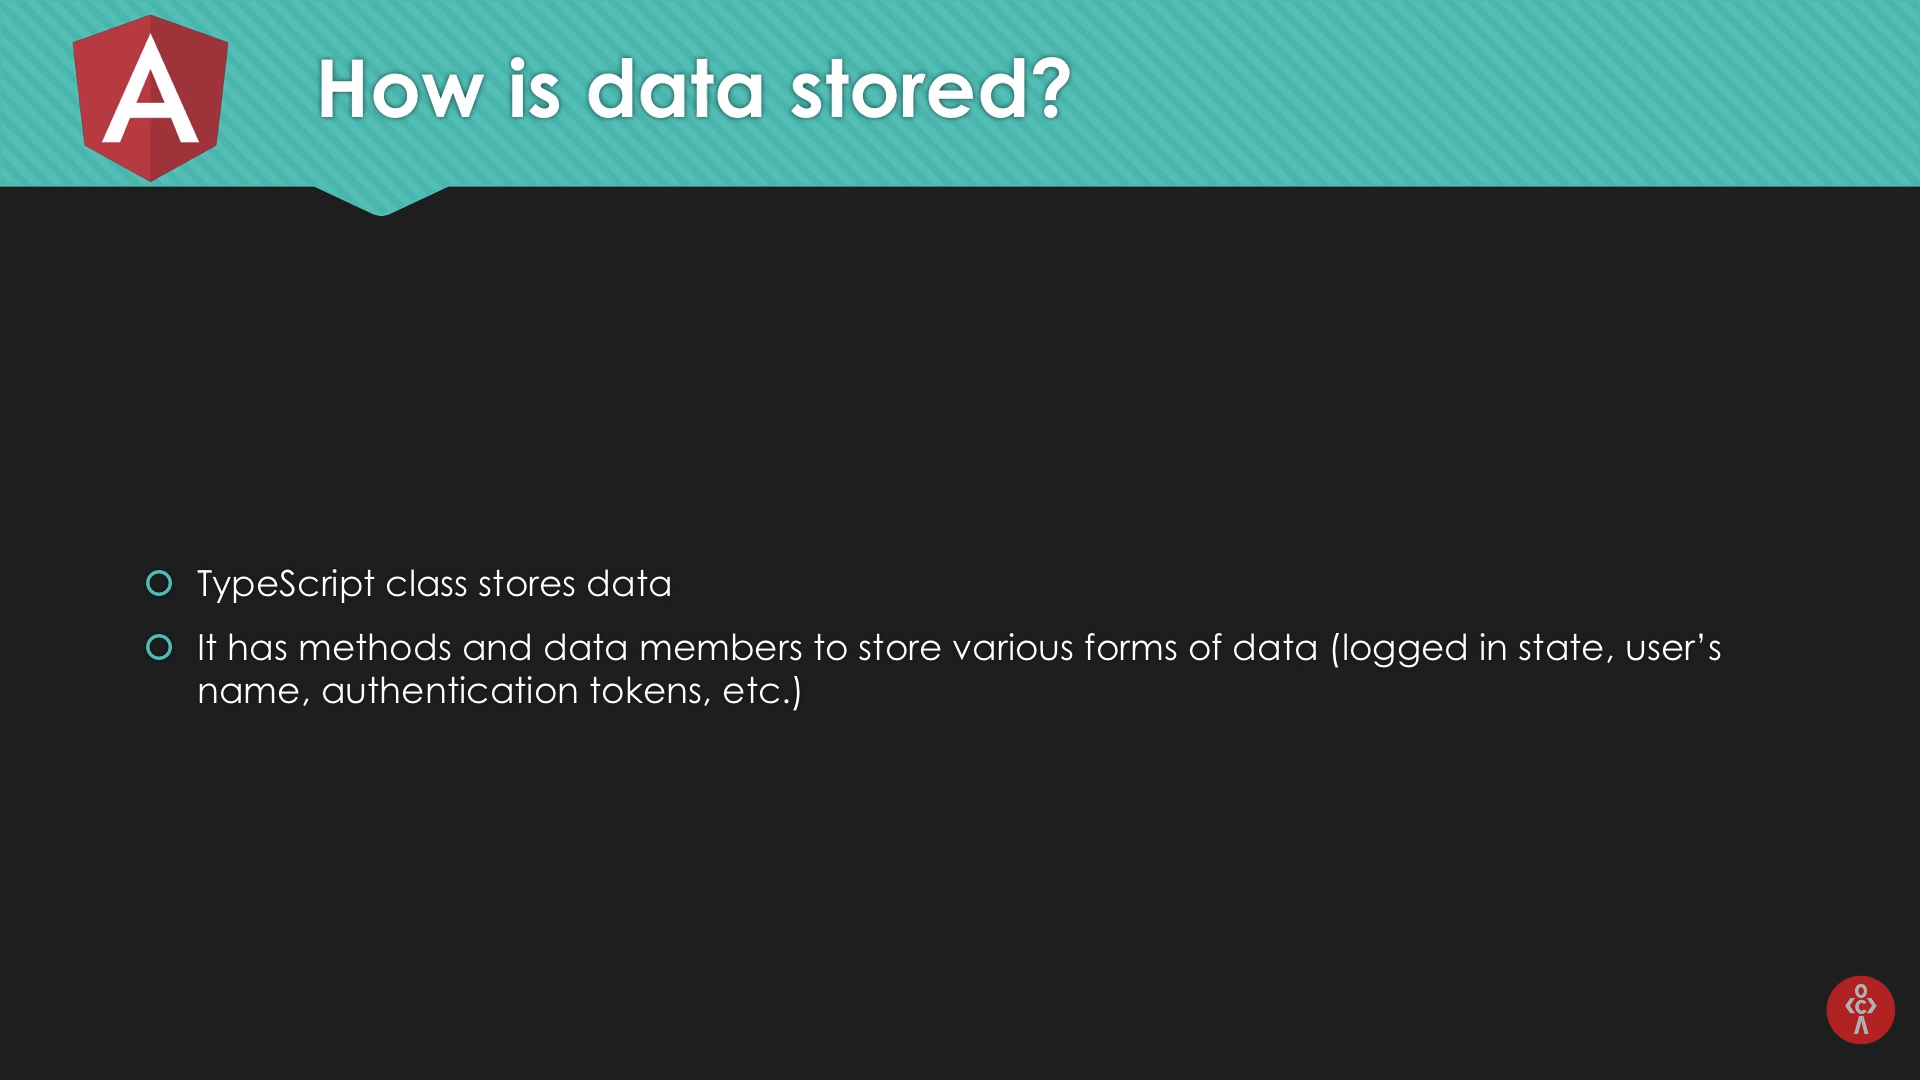 A
How is data stored?
TypeScript class stores data
It has methods and data members to store various forms of data (logged in state, user’s
name, authentication tokens, etc.)